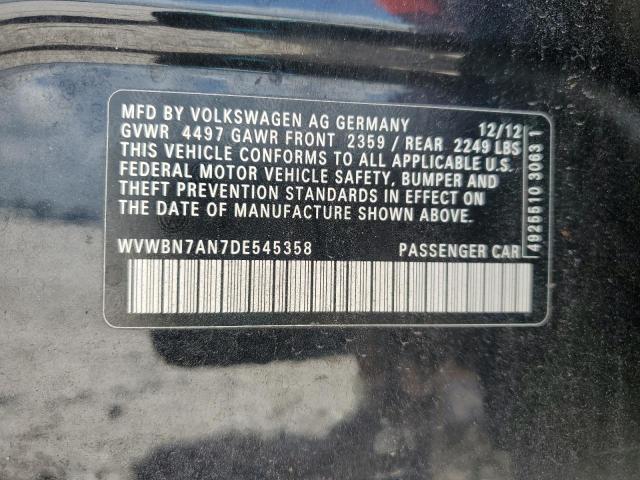 MFD BY VOLKSWAGEN AG GERMANY 12/12
GVWR 4497 GAWR FRONT 2359 / REAR 2249 LBS
THIS VEHICLE CONFORMS TO ALL APPLICABLE U.S.
FEDERAL MOTOR VEHICLE SAFETY, BUMPER AND
THEFT PREVENTION STANDARDS IN EFFECT ON
THE DATE OF MANUFACTURE SHOWN ABOVE.
WVWBN7AN7DE545358 PASSENGER CAR
4925510 3063 1